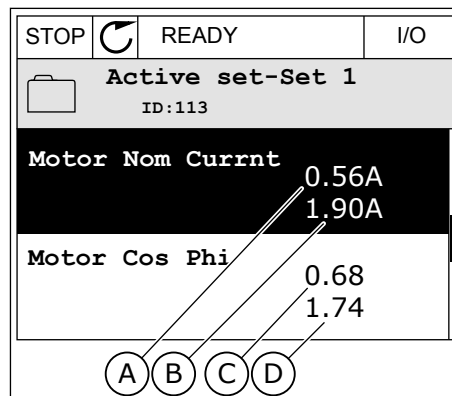 STOP READY I/O
Active set-Set 1
ID:113
Motor Nom Currnt
0.56A
1.90A
Motor Cos Phi
0.68
1.74
A B C D